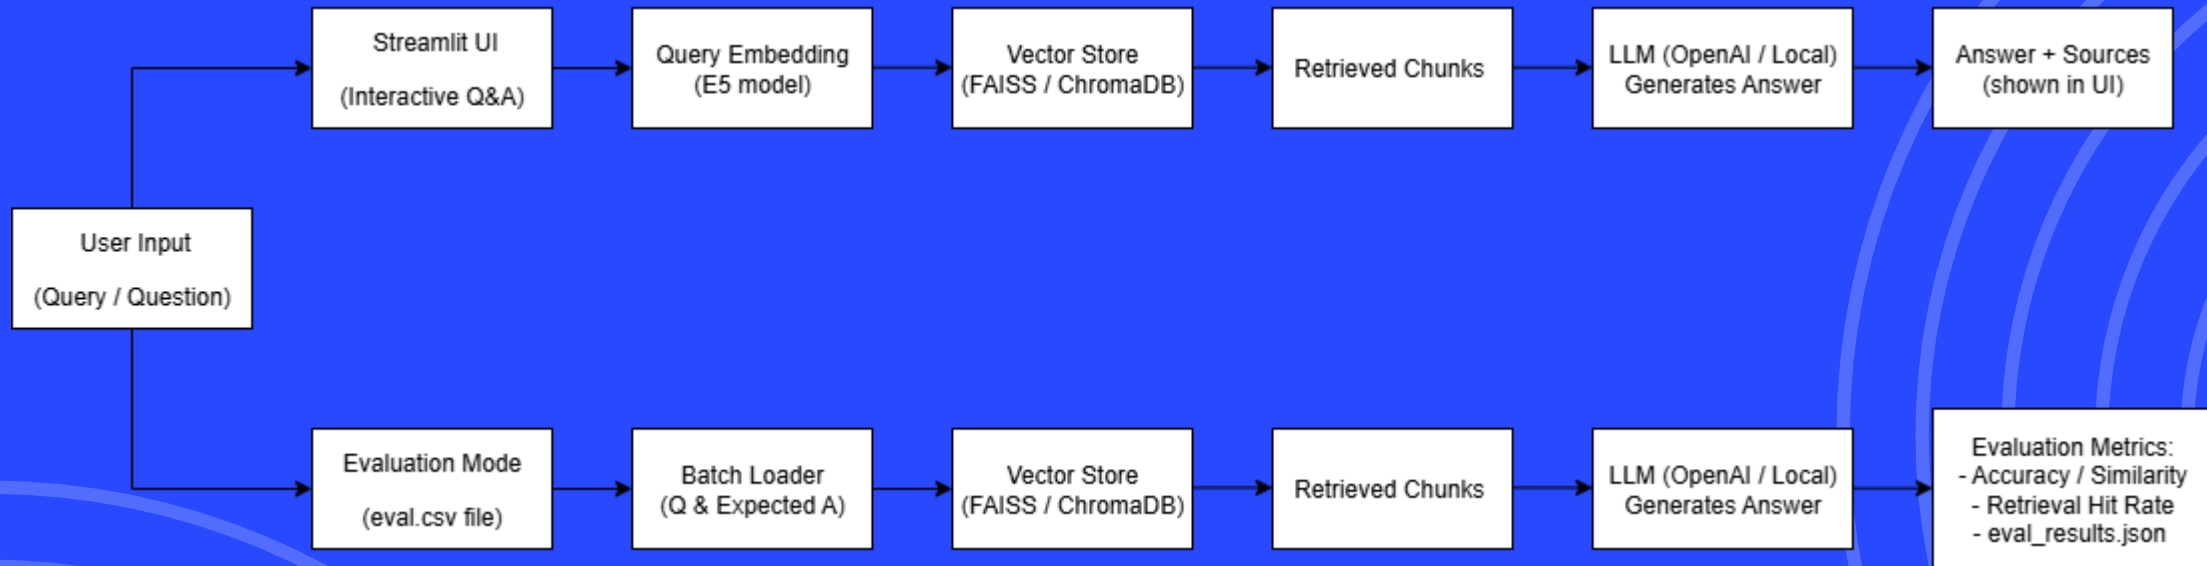 Streamlit UI
(Interactive Q&A)
Query Embedding
(E5 model)
Vector Store
(FAISS / ChromaDB)
Retrieved Chunks
LLM (OpenAI / Local)
Generates Answer
Answer + Sources
(shown in UI)
User Input
(Query / Question)
Evaluation Mode
(eval.csv file)
Batch Loader
(Q & Expected A)
Vector Store
(FAISS / ChromaDB)
Retrieved Chunks
LLM (OpenAI / Local)
Generates Answer
Evaluation Metrics:
- Accuracy / Similarity
- Retrieval Hit Rate
- eval_results.json